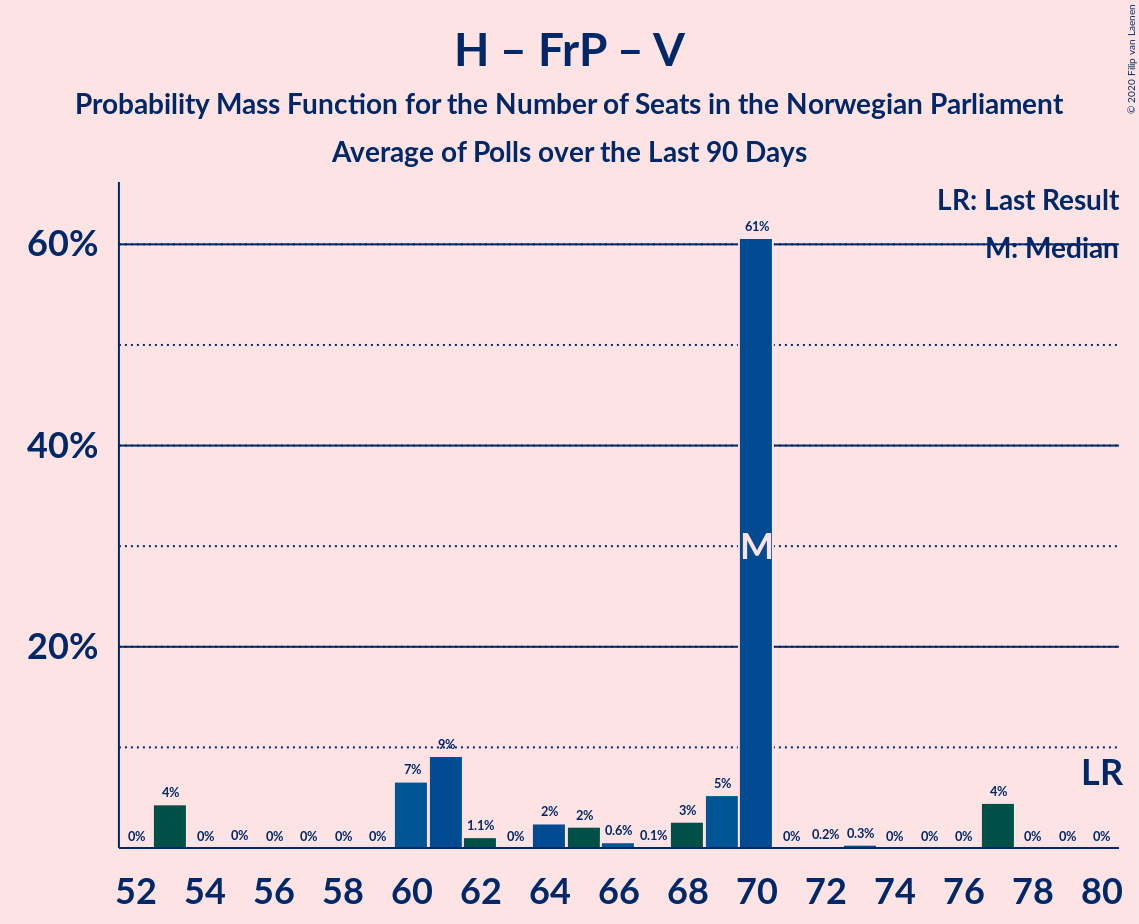 H – FrP – V
Probability Mass Function for the Number of Seats in the Norwegian Parliament
Average of Polls over the Last 90 Days
© 2020 Filip van Laenen
LR: Last Result
M: Median
60%
40%
20%
0% 4% 0% 0% 0% 0% 0% 0% 7% 9% 1.1% 0% 2% 2% 0.6% 0.1% 3% 5% 61% 0% 0.2% 0.3% 0% 0% 0% 4% 0% 0% 0%
M
LR
52 54 56 58 60 62 64 66 68 70 72 74 76 78 80